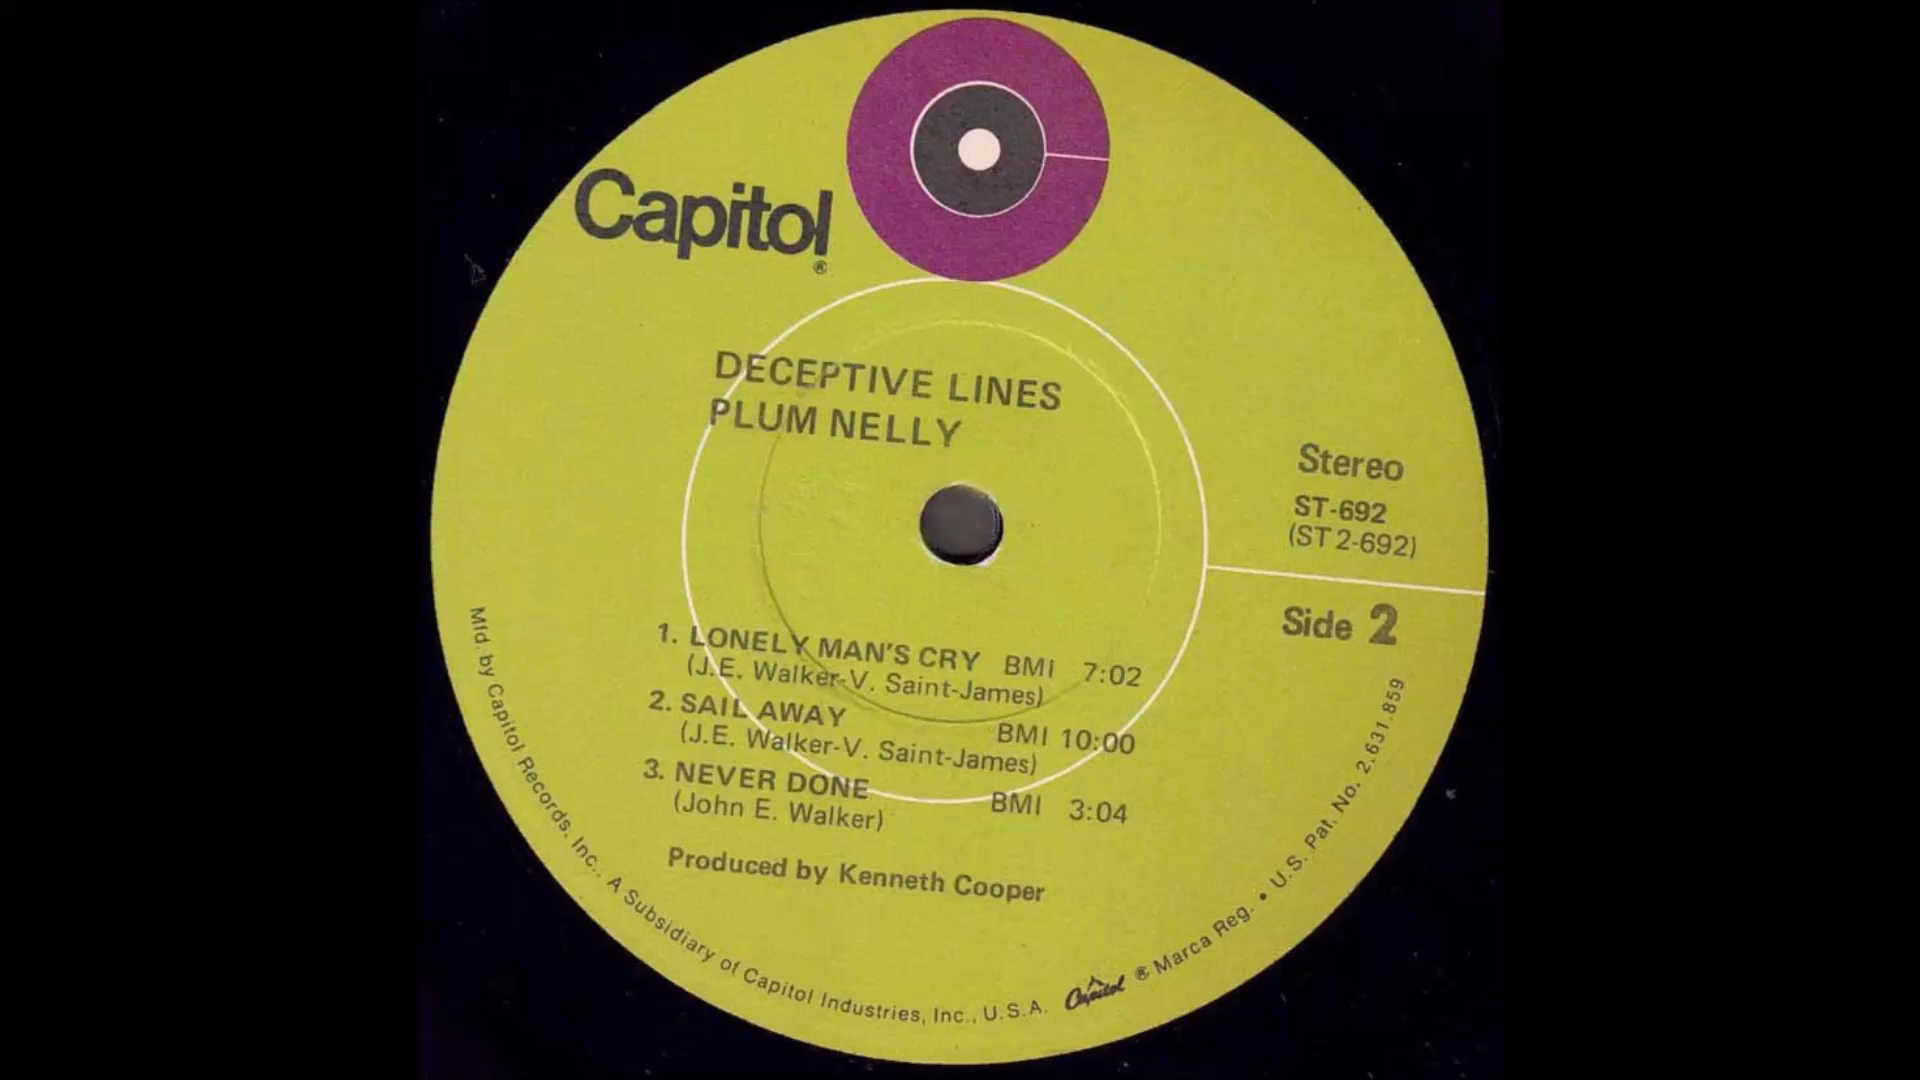 Capitol®
DECEPTIVE LINES
PLUM NELLY
Stereo
ST-692
(ST 2-692)
Side 2
1. LONELY MAN'S CRY BMI 7:02
(J.E. Walker-V. Saint-James)
2. SAIL AWAY BMI 10:00
(J.E. Walker-V. Saint-James)
3. NEVER DONE BMI 3:04
(John E. Walker)
Produced by Kenneth Cooper
Mfd. by Capitol Records, Inc., A Subsidiary of Capitol Industries, Inc., U.S.A. Capitol ® Marca Reg. • U.S. Pat. No. 2,631,859